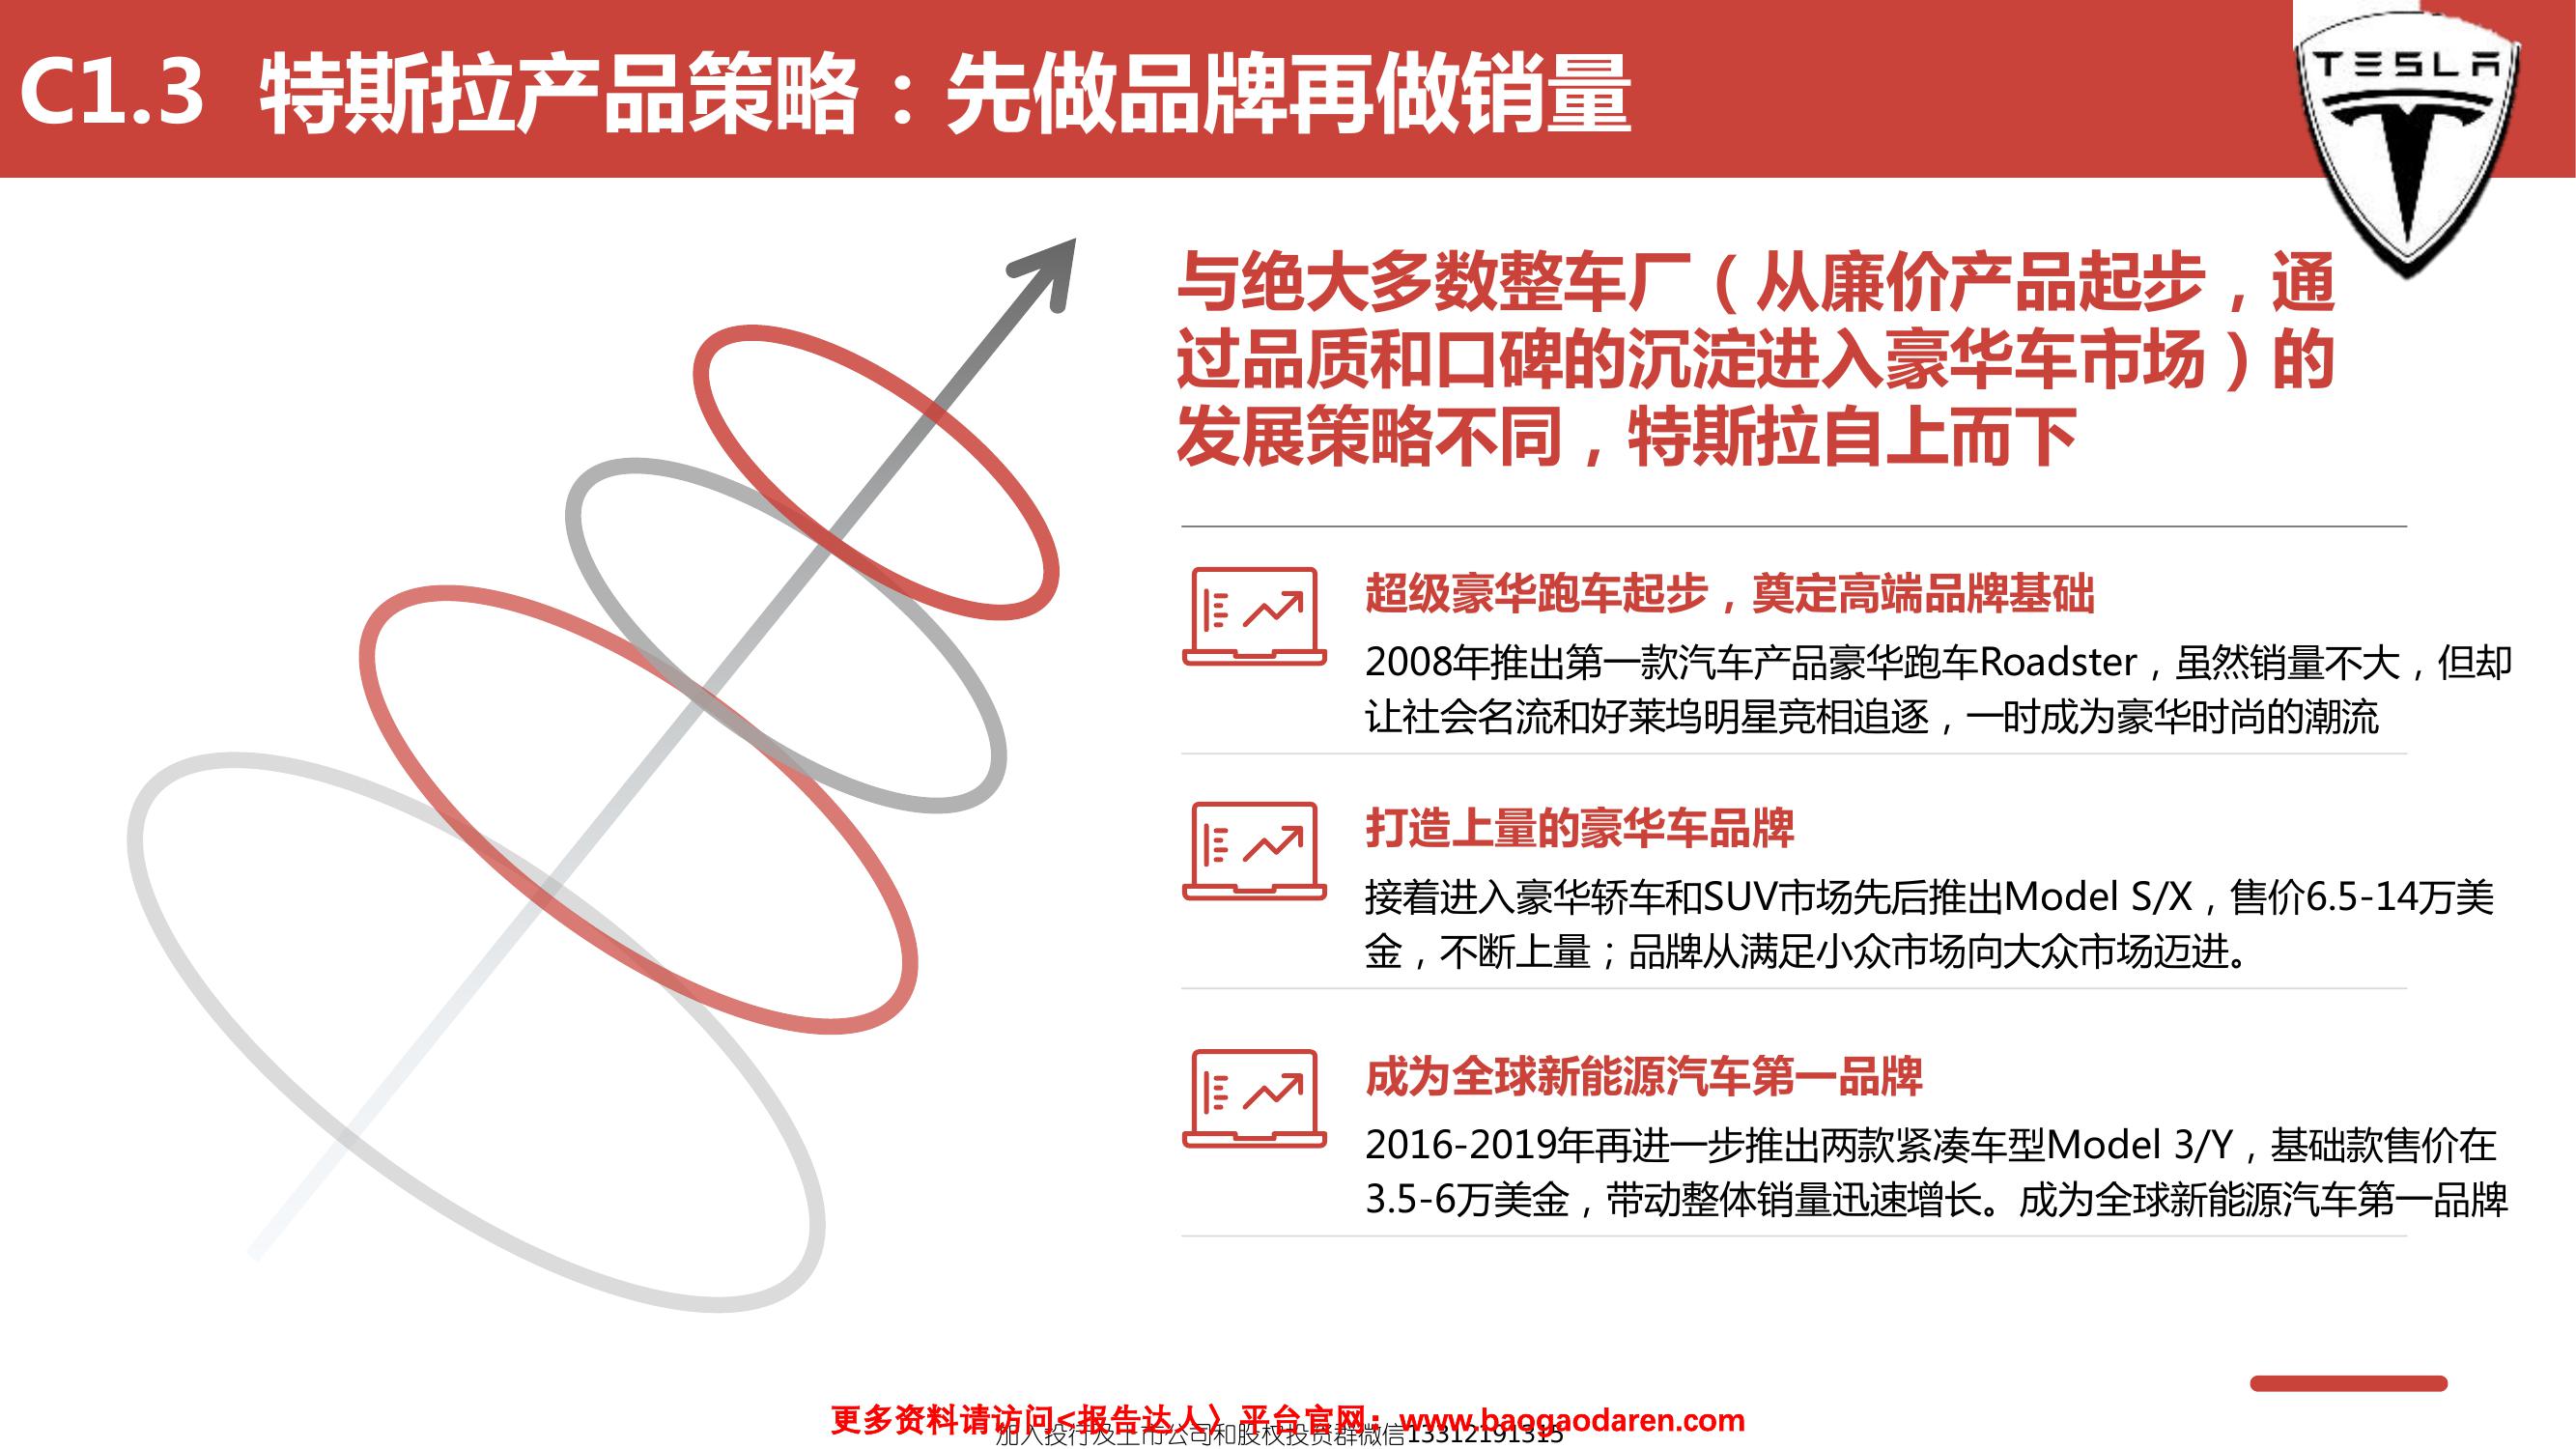 C1.3 特斯拉产品策略：先做品牌再做销量
TESLA
与绝大多数整车厂（从廉价产品起步，通
过品质和口碑的沉淀进入豪华车市场）的
发展策略不同，特斯拉自上而下
超级豪华跑车起步，奠定高端品牌基础
2008年推出第一款汽车产品豪华跑车Roadster，虽然销量不大，但却
让社会名流和好莱坞明星竞相追逐，一时成为豪华时尚的潮流
打造上量的豪华车品牌
接着进入豪华轿车和SUV市场先后推出Model S/X，售价6.5-14万美
金，不断上量；品牌从满足小众市场向大众市场迈进。
成为全球新能源汽车第一品牌
2016-2019年再进一步推出两款紧凑车型Model 3/Y，基础款售价在
3.5-6万美金，带动整体销量迅速增长。成为全球新能源汽车第一品牌
更多资料请访问<报告达人〉平台官网：www.baogaodaren.com
加入投行及上市公司和股权投资群微信13312191315